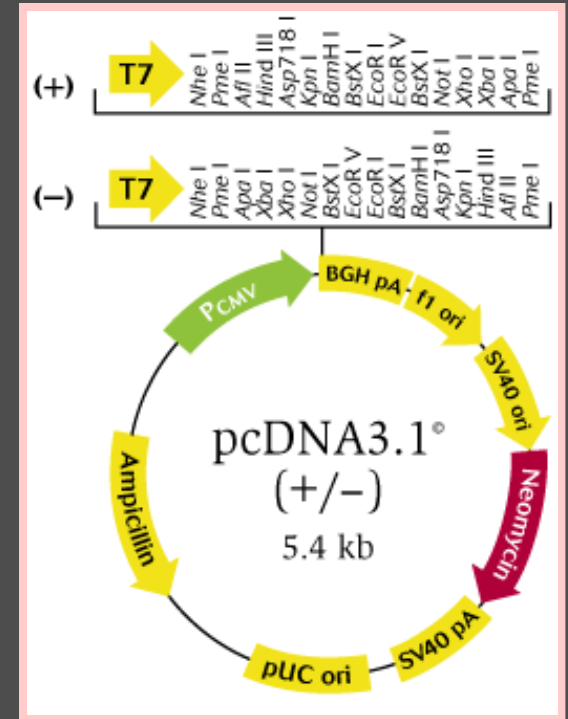 (+)
T7
Nhe I
Pme I
Afl II
Hind III
Asp718 I
Kpn I
BamH I
BstX I
EcoR I
EcoR V
BstX I
Not I
Xho I
Xba I
Apa I
Pme I
(−)
T7
Nhe I
Pme I
Apa I
Xba I
Xho I
Not I
BstX I
EcoR V
EcoR I
BstX I
BamH I
Asp718 I
Kpn I
Hind III
Afl II
Pme I
PCMV
BGH pA
f1 ori
SV40 ori
Neomycin
SV40 pA
pUC ori
Ampicillin
pcDNA3.1©
(+/−)
5.4 kb